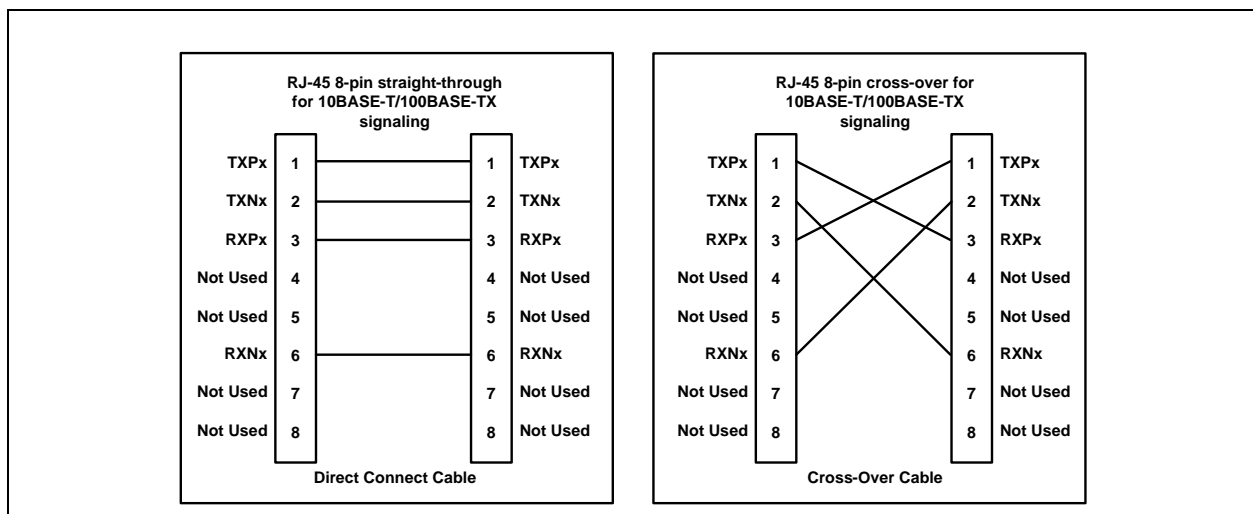 RJ-45 8-pin straight-through
for 10BASE-T/100BASE-TX
signaling
TXPx 1 1 TXPx
TXNx 2 2 TXNx
RXPx 3 3 RXPx
Not Used 4 4 Not Used
Not Used 5 5 Not Used
RXNx 6 6 RXNx
Not Used 7 7 Not Used
Not Used 8 8 Not Used
Direct Connect Cable
RJ-45 8-pin cross-over for
10BASE-T/100BASE-TX
signaling
TXPx 1 1 TXPx
TXNx 2 2 TXNx
RXPx 3 3 RXPx
Not Used 4 4 Not Used
Not Used 5 5 Not Used
RXNx 6 6 RXNx
Not Used 7 7 Not Used
Not Used 8 8 Not Used
Cross-Over Cable